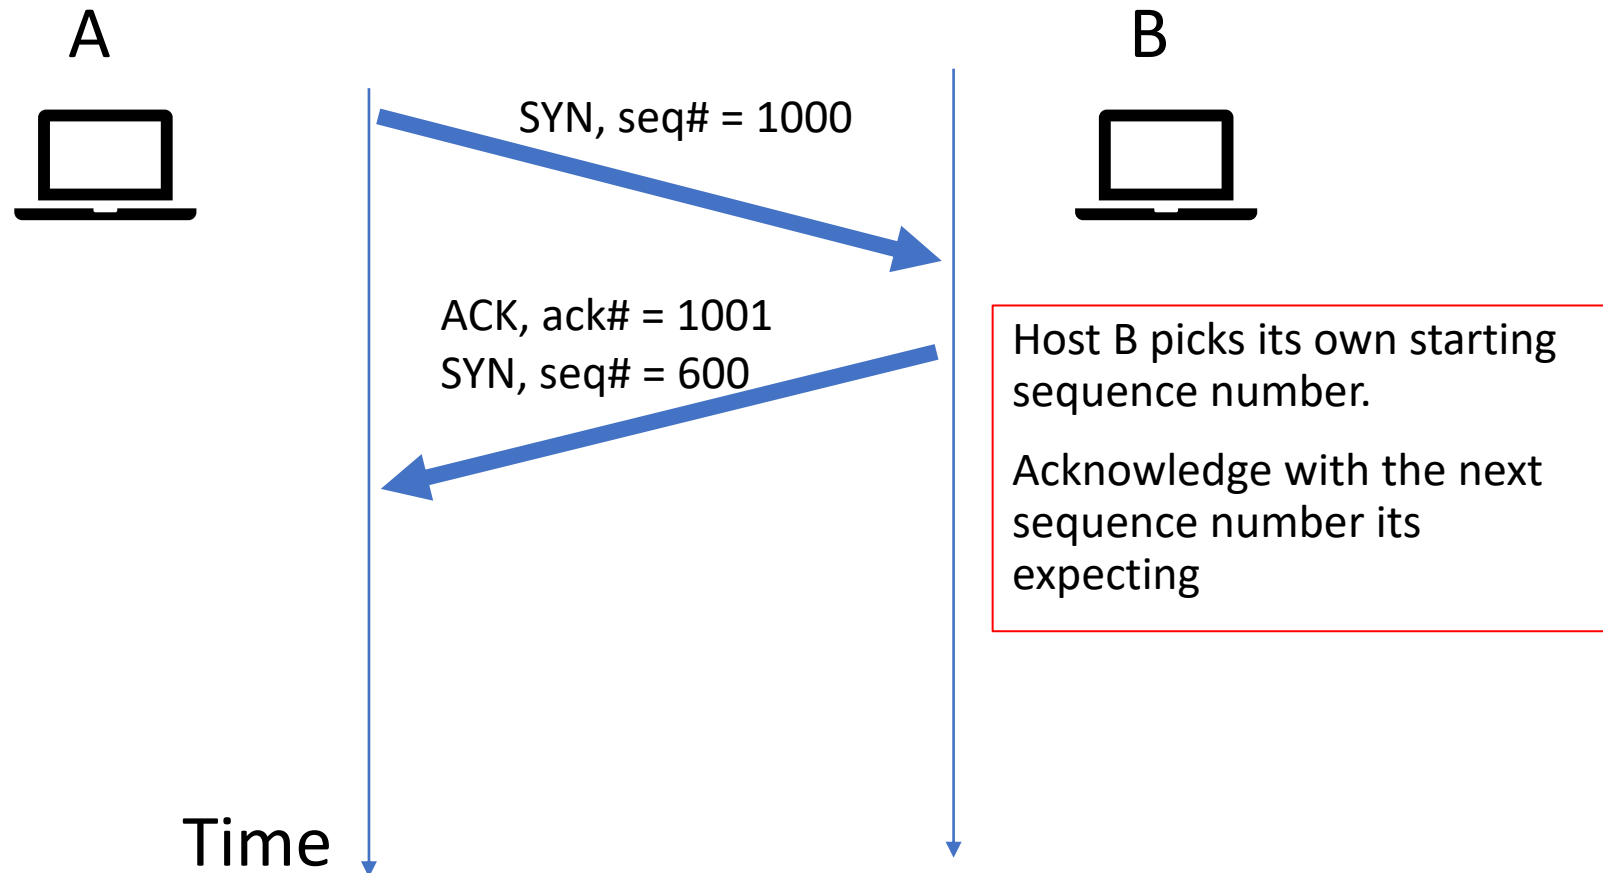 A
B
SYN, seq# = 1000
ACK, ack# = 1001
SYN, seq# = 600
Host B picks its own starting
sequence number.
Acknowledge with the next
sequence number its
expecting
Time